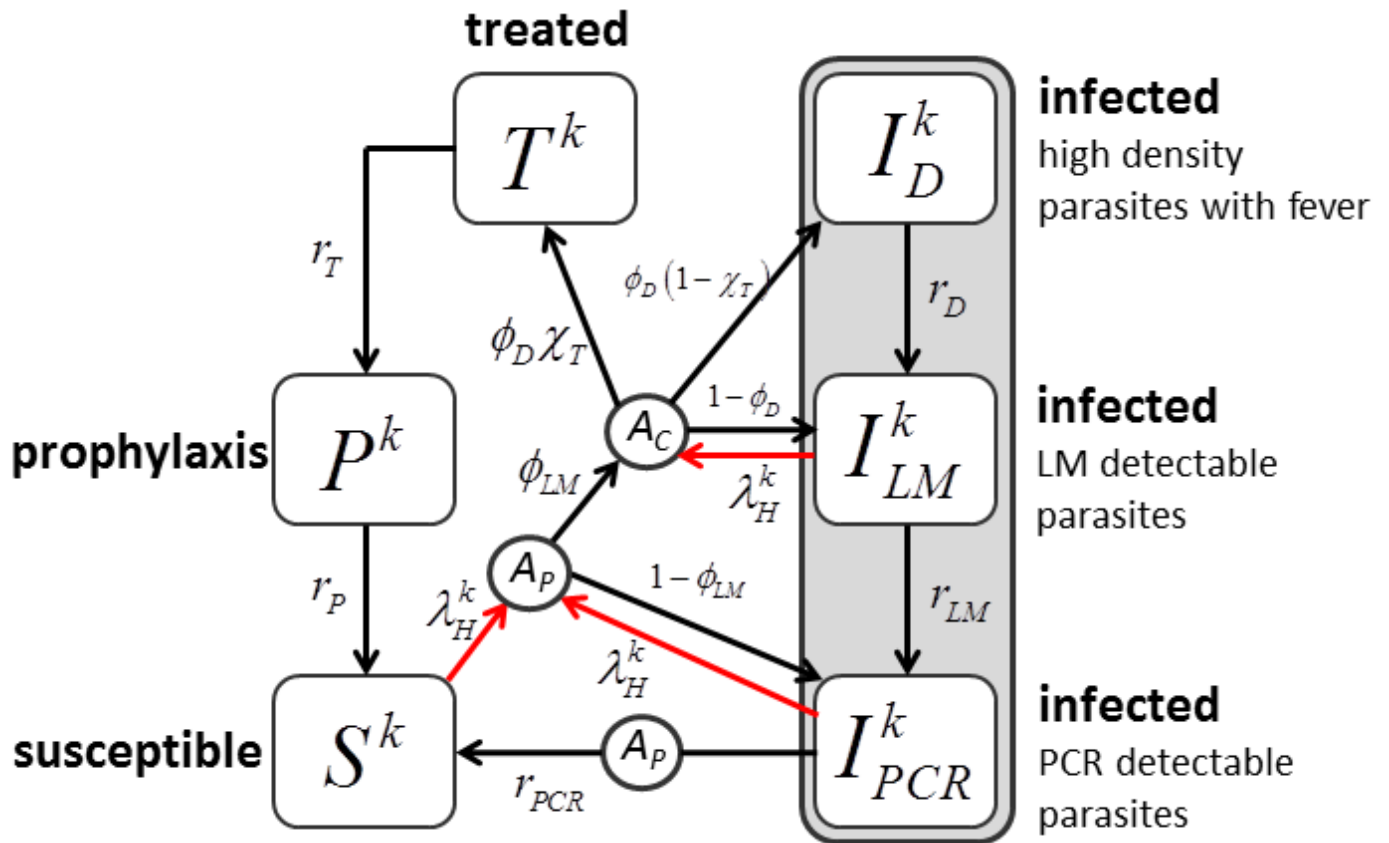 treated
T^k
I_D^k
infected
high density
parasites with fever
r_T
ϕ_D χ_T
ϕ_D (1 − χ_T)
r_D
prophylaxis
P^k
A_C
1 − ϕ_D
λ_H^k
I_LM^k
infected
LM detectable
parasites
ϕ_LM
r_P
A_P
1 − ϕ_LM
r_LM
λ_H^k
λ_H^k
susceptible
S^k
r_PCR
A_P
I_PCR^k
infected
PCR detectable
parasites